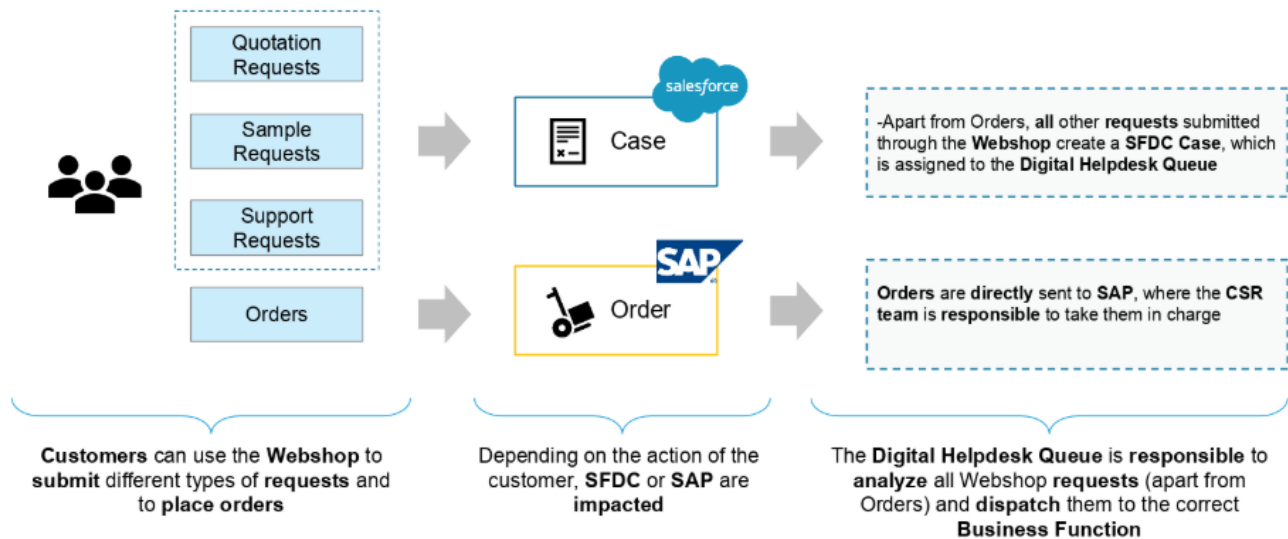 Quotation
Requests
Sample
Requests
Support
Requests
Orders
salesforce
Case
SAP
Order
-Apart from Orders, all other requests submitted
through the Webshop create a SFDC Case, which
is assigned to the Digital Helpdesk Queue
Orders are directly sent to SAP, where the CSR
team is responsible to take them in charge
Customers can use the Webshop to
submit different types of requests and
to place orders
Depending on the action of the
customer, SFDC or SAP are
impacted
The Digital Helpdesk Queue is responsible to
analyze all Webshop requests (apart from
Orders) and dispatch them to the correct
Business Function